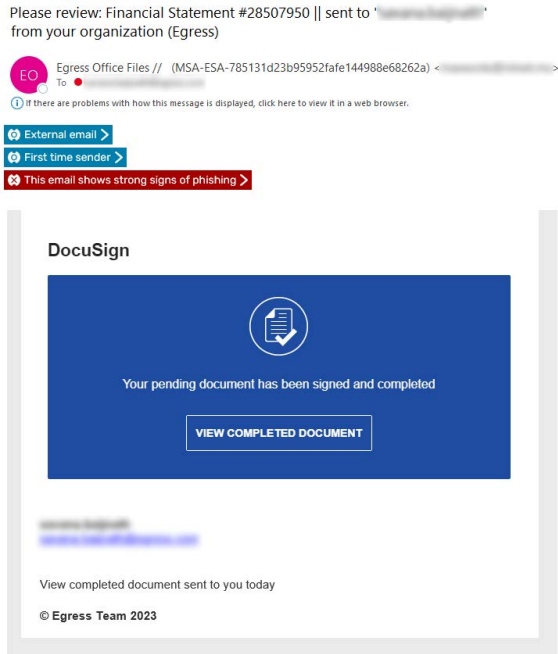 Please review: Financial Statement #28507950 || sent to '
from your organization (Egress)
EO
Egress Office Files // (MSA-ESA-785131d23b95952fafe144988e68262a) < >
To
If there are problems with how this message is displayed, click here to view it in a web browser.
External email >
First time sender >
This email shows strong signs of phishing >
DocuSign
Your pending document has been signed and completed
VIEW COMPLETED DOCUMENT
View completed document sent to you today
© Egress Team 2023